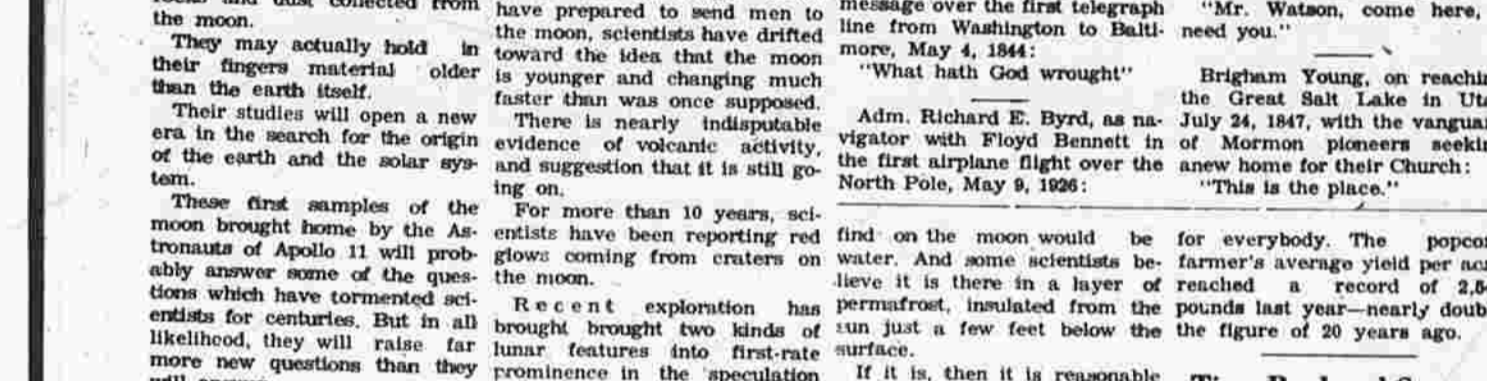 the moon.
They may actually hold in
their fingers material older
than the earth itself.
Their studies will open a new
era in the search for the origin
of the earth and the solar sys-
tem.
These first samples of the
moon brought home by the As-
tronauts of Apollo 11 will prob-
ably answer some of the ques-
tions which have tormented sci-
entists for centuries. But in all
likelihood, they will raise far
more new questions than they
have prepared to send men to
the moon, scientists have drifted
toward the idea that the moon
is younger and changing much
faster than was once supposed.
There is nearly indisputable
evidence of volcanic activity,
and suggestion that it is still go-
ing on.
For more than 10 years, sci-
entists have been reporting red
glows coming from craters on
the moon.
Recent exploration has
brought brought two kinds of
lunar features into first-rate
prominence in the speculation
message over the first telegraph
line from Washington to Balti-
more, May 4, 1844:
"What hath God wrought"
Adm. Richard E. Byrd, as na-
vigator with Floyd Bennett in
the first airplane flight over the
North Pole, May 9, 1926:
"Mr. Watson, come here,
need you."
Brigham Young, on reachin
the Great Salt Lake in Uta
July 24, 1847, with the vanguar
of Mormon pioneers seekin
anew home for their Church:
"This is the place."
find on the moon would be
water. And some scientists be-
lieve it is there in a layer of
permafrost, insulated from the
sun just a few feet below the
surface.
If it is, then it is reasonable
for everybody. The popco
farmer's average yield per ac
reached a record of 2,6
pounds last year—nearly doub
the figure of 20 years ago.